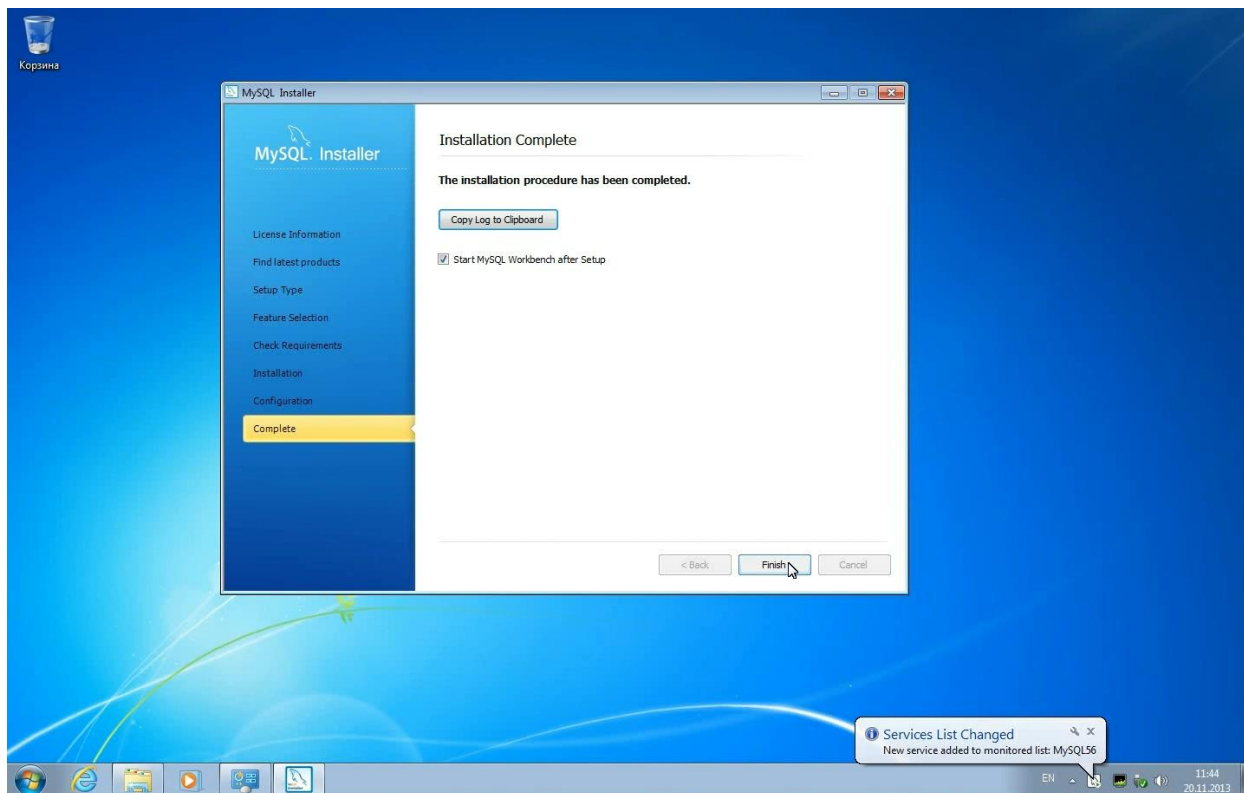 Корзина
MySQL Installer
MySQL. Installer
License Information
Find latest products
Setup Type
Feature Selection
Check Requirements
Installation
Configuration
Complete
Installation Complete
The installation procedure has been completed.
Copy Log to Clipboard
Start MySQL Workbench after Setup
< Back
Finish
Cancel
Services List Changed
New service added to monitored list: MySQL56
EN
11:44
20.11.2013